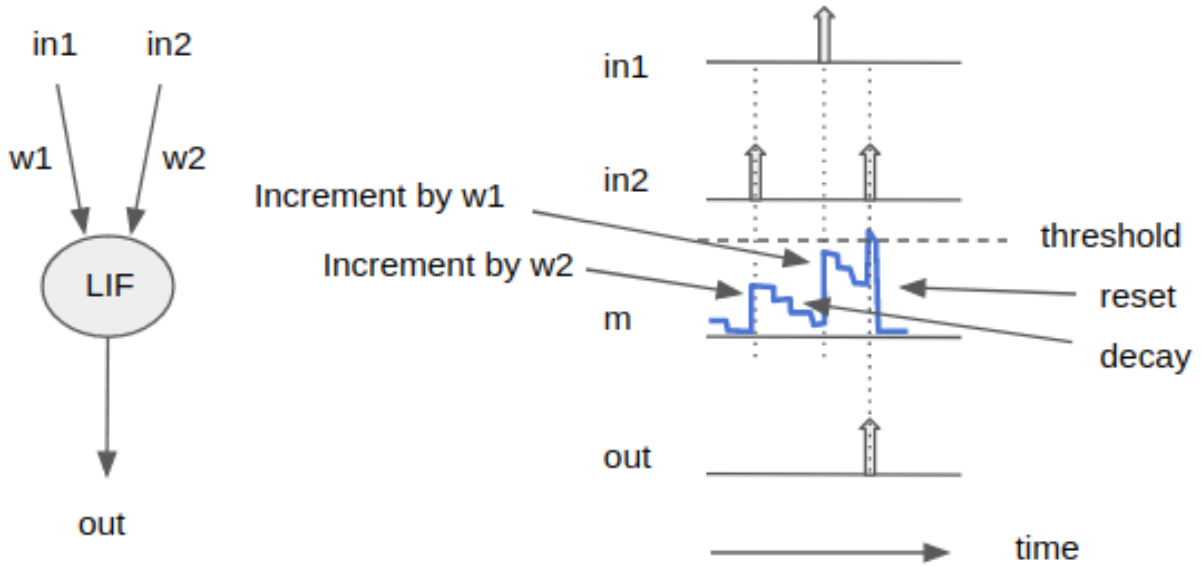 in1
in2
w1
w2
LIF
out
in1
in2
Increment by w1
threshold
Increment by w2
reset
m
decay
out
time